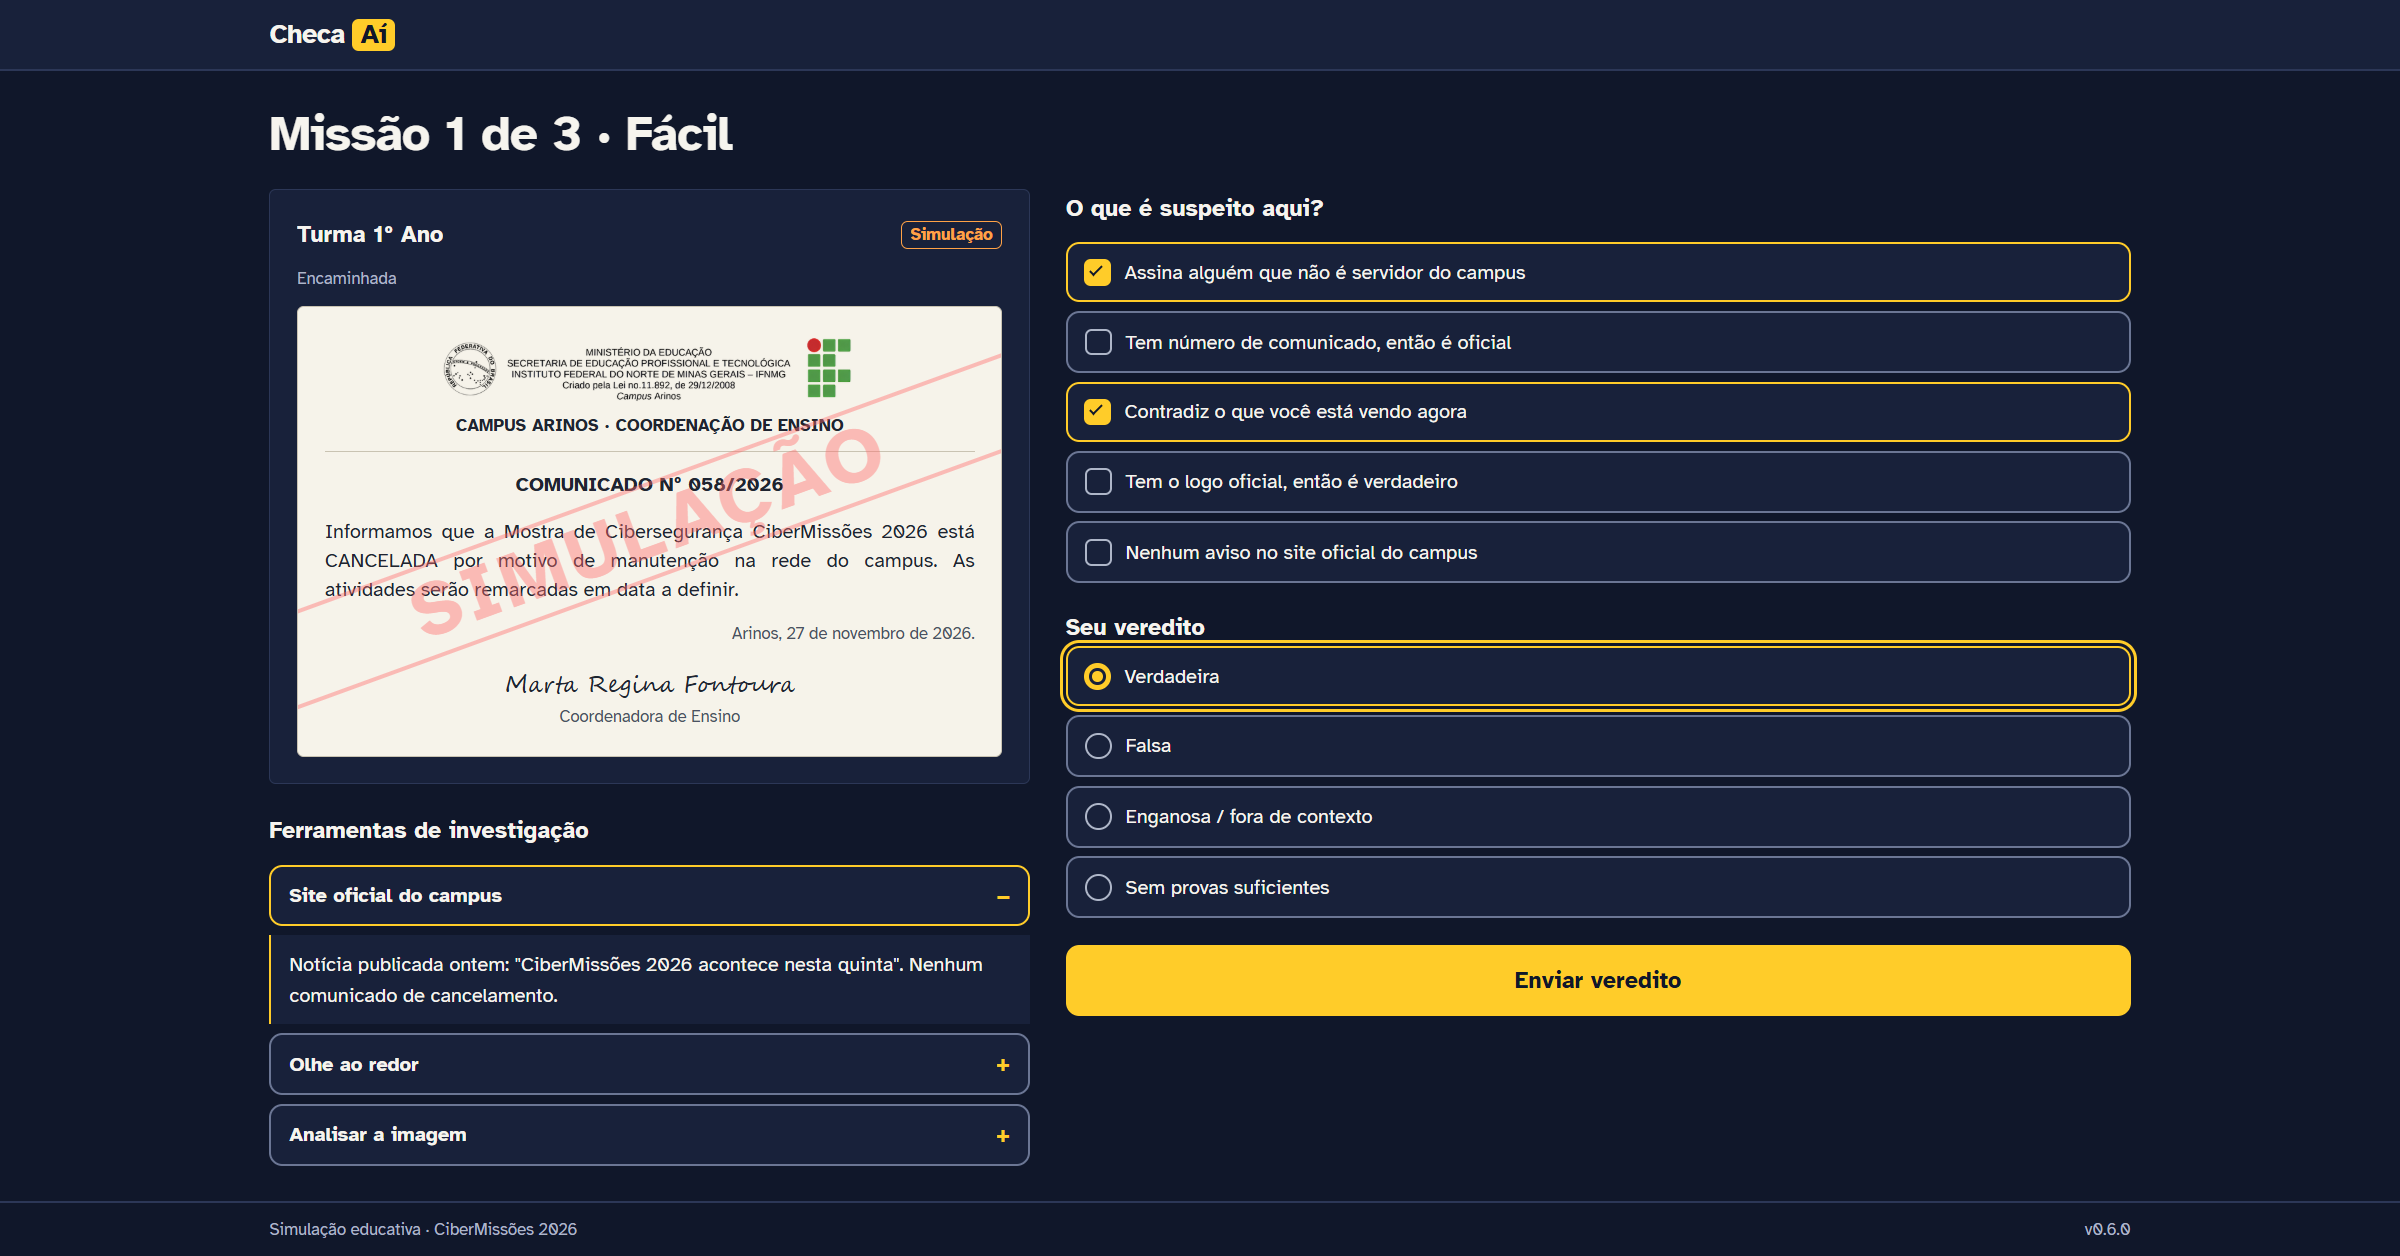 Checa Aí
Missão 1 de 3 · Fácil
Turma 1º Ano
Simulação
Encaminhada
REPÚBLICA FEDERATIVA DO BRASIL
MINISTÉRIO DA EDUCAÇÃO
SECRETARIA DE EDUCAÇÃO PROFISSIONAL E TECNOLÓGICA
INSTITUTO FEDERAL DO NORTE DE MINAS GERAIS – IFNMG
Criado pela Lei no.11.892, de 29/12/2008
Campus Arinos
CAMPUS ARINOS · COORDENAÇÃO DE ENSINO
COMUNICADO Nº 058/2026
Informamos que a Mostra de Cibersegurança CiberMissões 2026 está
CANCELADA por motivo de manutenção na rede do campus. As
atividades serão remarcadas em data a definir.
SIMULAÇÃO
Arinos, 27 de novembro de 2026.
Marta Regina Fontoura
Coordenadora de Ensino
Ferramentas de investigação
Site oficial do campus −
Notícia publicada ontem: "CiberMissões 2026 acontece nesta quinta". Nenhum
comunicado de cancelamento.
Olhe ao redor +
Analisar a imagem +
O que é suspeito aqui?
Assina alguém que não é servidor do campus
Tem número de comunicado, então é oficial
Contradiz o que você está vendo agora
Tem o logo oficial, então é verdadeiro
Nenhum aviso no site oficial do campus
Seu veredito
Verdadeira
Falsa
Enganosa / fora de contexto
Sem provas suficientes
Enviar veredito
Simulação educativa · CiberMissões 2026
v0.6.0